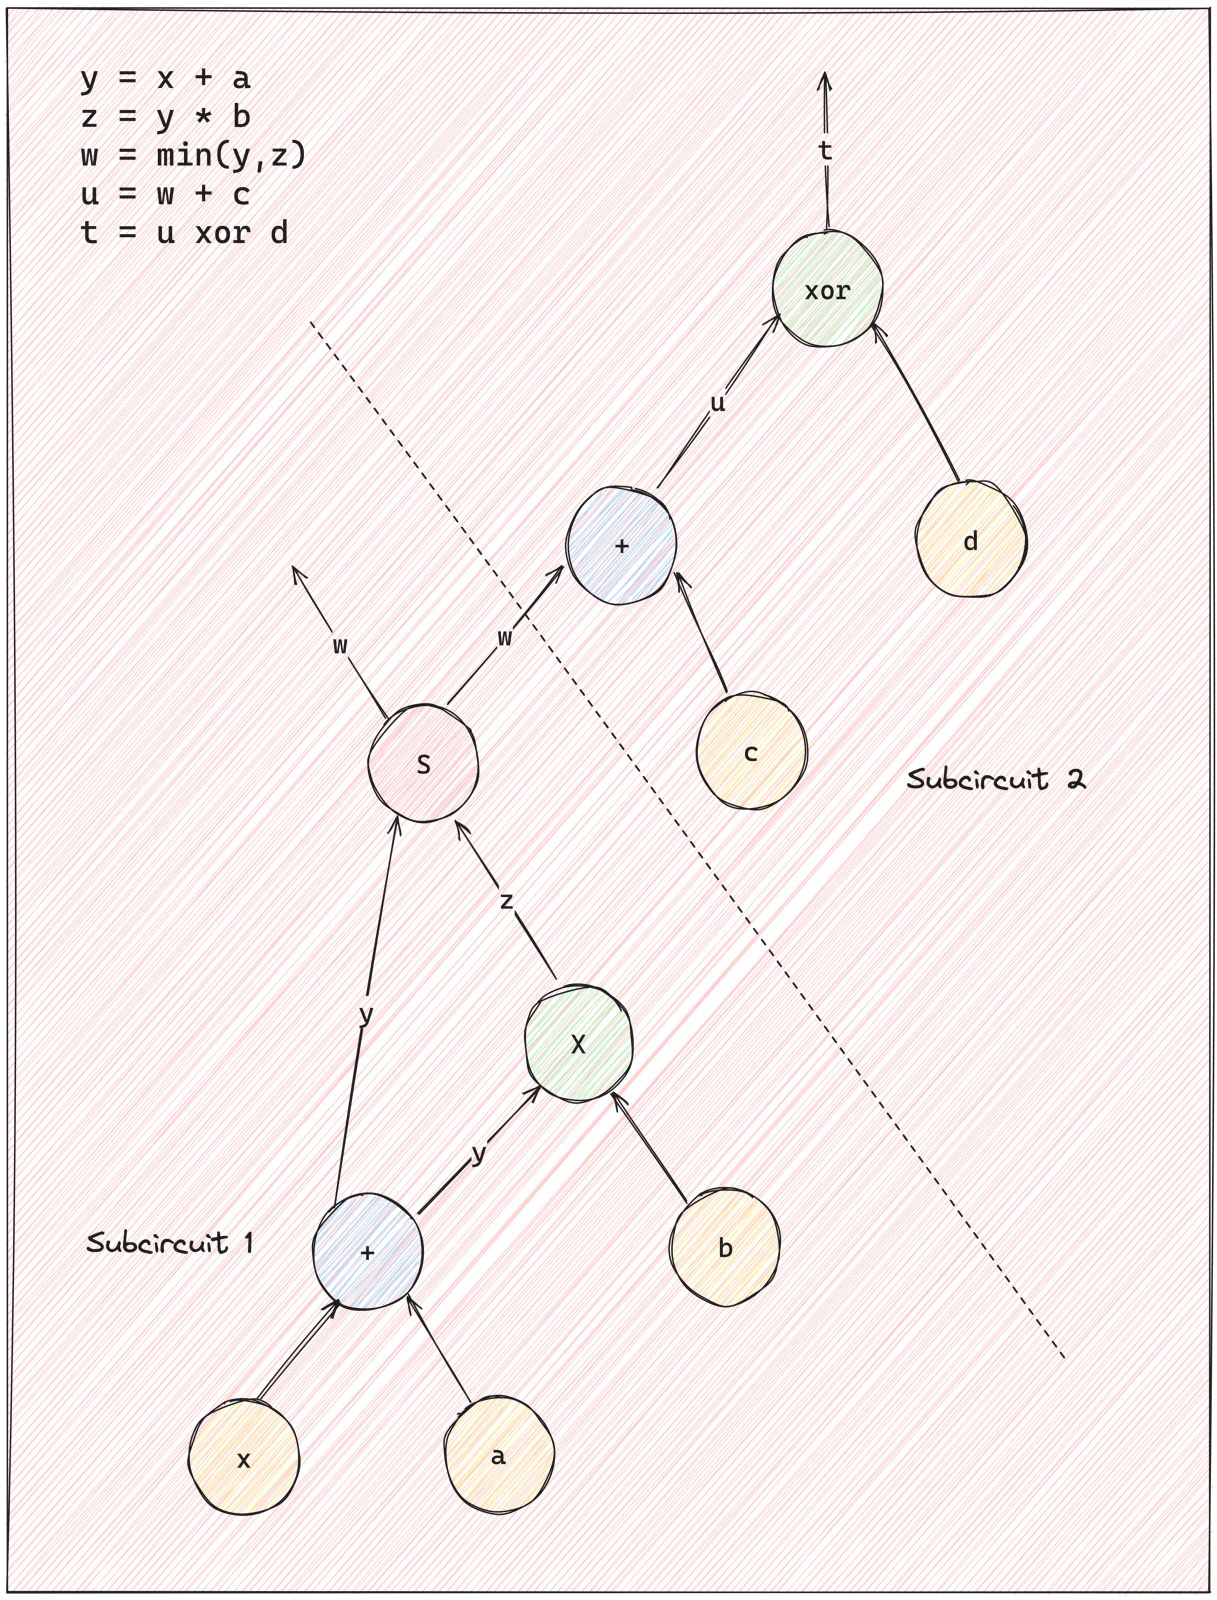 y = x + a
z = y * b
w = min(y,z)
u = w + c
t = u xor d
t
xor
u
+
d
w
w
S
c
Subcircuit 2
z
y
X
y
Subcircuit 1
+
b
x
a